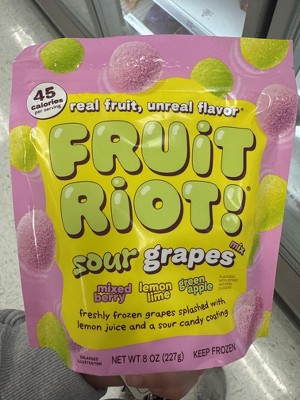 45
calories
per serving
real fruit, unreal flavor®
FRUiT
RiOT!®
sour grapes mix
mixed berry
lemon lime
green apple
freshly frozen grapes splashed with
lemon juice and a sour candy coating
NET WT 8 OZ (227g)
KEEP FROZEN
ENLARGED